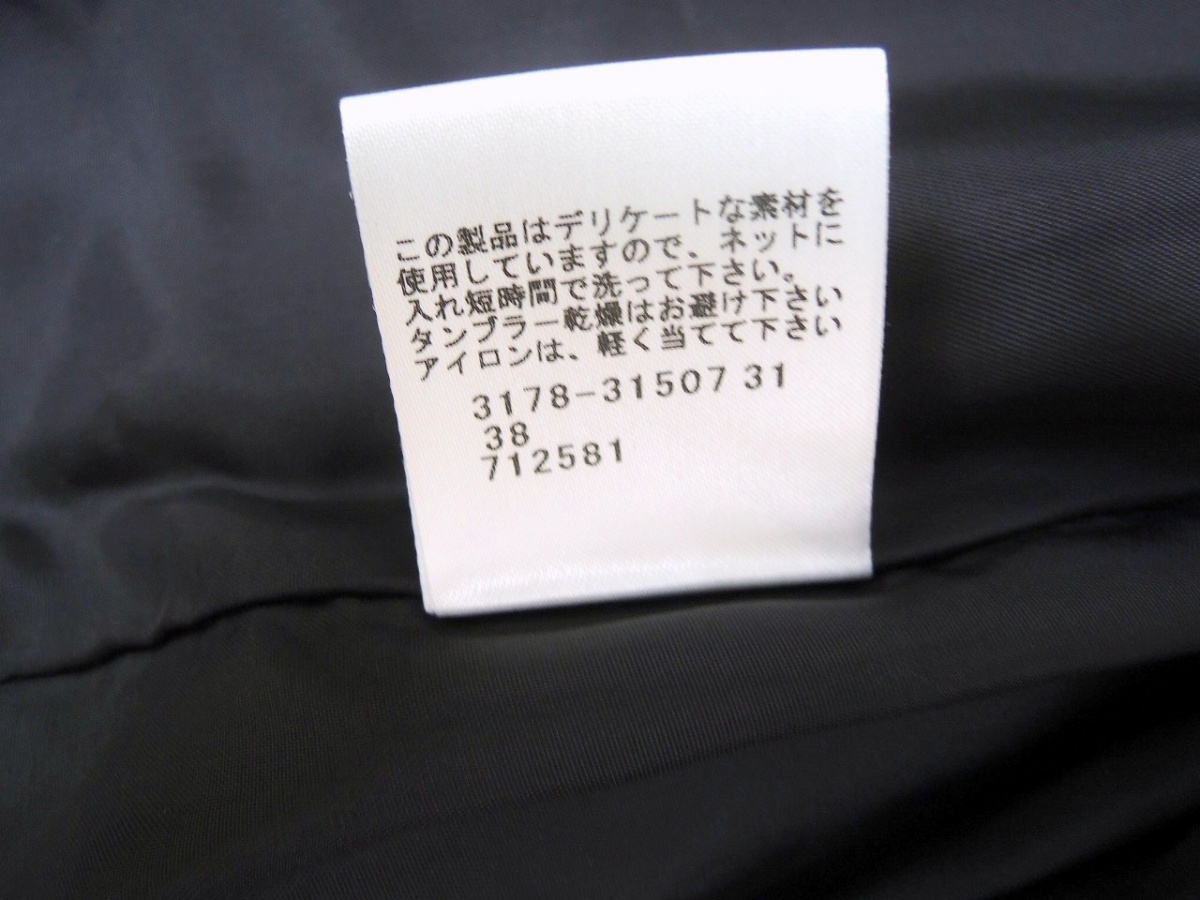 この製品はデリケートな素材を
使用していますので、ネットに
入れ短時間で洗って下さい。
タンブラー乾燥はお避け下さい
アイロンは、軽く当てて下さい
3178-31507 31
38
712581